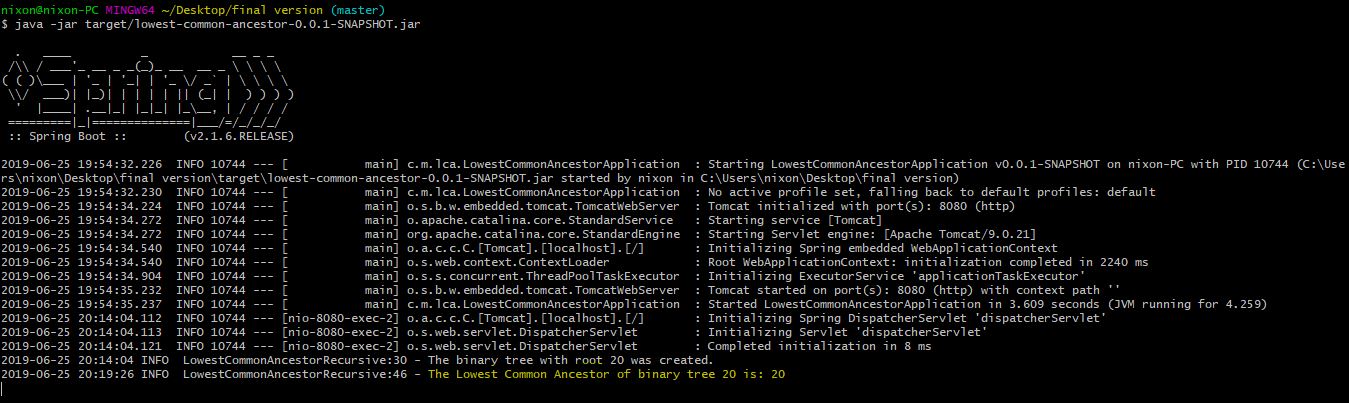 nixon@nixon-PC MINGW64 ~/Desktop/final version (master)
$ java -jar target/lowest-common-ancestor-0.0.1-SNAPSHOT.jar
  .   ____          _            __ _ _
 /\\ / ___'_ __ _ _(_)_ __  __ _ \ \ \ \
( ( )\___ | '_ | '_| | '_ \/ _` | \ \ \ \
 \\/  ___)| |_)| | | | | || (_| |  ) ) ) )
  '  |____| .__|_| |_|_| |_\__, | / / / /
 =========|_|==============|___/=/_/_/_/
 :: Spring Boot ::        (v2.1.6.RELEASE)
2019-06-25 19:54:32.226  INFO 10744 --- [           main] c.m.lca.LowestCommonAncestorApplication  : Starting LowestCommonAncestorApplication v0.0.1-SNAPSHOT on nixon-PC with PID 10744 (C:\Use
rs\nixon\Desktop\final version\target\lowest-common-ancestor-0.0.1-SNAPSHOT.jar started by nixon in C:\Users\nixon\Desktop\final version)
2019-06-25 19:54:32.230  INFO 10744 --- [           main] c.m.lca.LowestCommonAncestorApplication  : No active profile set, falling back to default profiles: default
2019-06-25 19:54:34.224  INFO 10744 --- [           main] o.s.b.w.embedded.tomcat.TomcatWebServer  : Tomcat initialized with port(s): 8080 (http)
2019-06-25 19:54:34.272  INFO 10744 --- [           main] o.apache.catalina.core.StandardService   : Starting service [Tomcat]
2019-06-25 19:54:34.272  INFO 10744 --- [           main] org.apache.catalina.core.StandardEngine  : Starting Servlet engine: [Apache Tomcat/9.0.21]
2019-06-25 19:54:34.540  INFO 10744 --- [           main] o.a.c.c.C.[Tomcat].[localhost].[/]       : Initializing Spring embedded WebApplicationContext
2019-06-25 19:54:34.540  INFO 10744 --- [           main] o.s.web.context.ContextLoader            : Root WebApplicationContext: initialization completed in 2240 ms
2019-06-25 19:54:34.904  INFO 10744 --- [           main] o.s.s.concurrent.ThreadPoolTaskExecutor  : Initializing ExecutorService 'applicationTaskExecutor'
2019-06-25 19:54:35.232  INFO 10744 --- [           main] o.s.b.w.embedded.tomcat.TomcatWebServer  : Tomcat started on port(s): 8080 (http) with context path ''
2019-06-25 19:54:35.237  INFO 10744 --- [           main] c.m.lca.LowestCommonAncestorApplication  : Started LowestCommonAncestorApplication in 3.609 seconds (JVM running for 4.259)
2019-06-25 20:14:04.112  INFO 10744 --- [nio-8080-exec-2] o.a.c.c.C.[Tomcat].[localhost].[/]       : Initializing Spring DispatcherServlet 'dispatcherServlet'
2019-06-25 20:14:04.113  INFO 10744 --- [nio-8080-exec-2] o.s.web.servlet.DispatcherServlet        : Initializing Servlet 'dispatcherServlet'
2019-06-25 20:14:04.121  INFO 10744 --- [nio-8080-exec-2] o.s.web.servlet.DispatcherServlet        : Completed initialization in 8 ms
2019-06-25 20:14:04 INFO  LowestCommonAncestorRecursive:30 - The binary tree with root 20 was created.
2019-06-25 20:19:26 INFO  LowestCommonAncestorRecursive:46 - The Lowest Common Ancestor of binary tree 20 is: 20